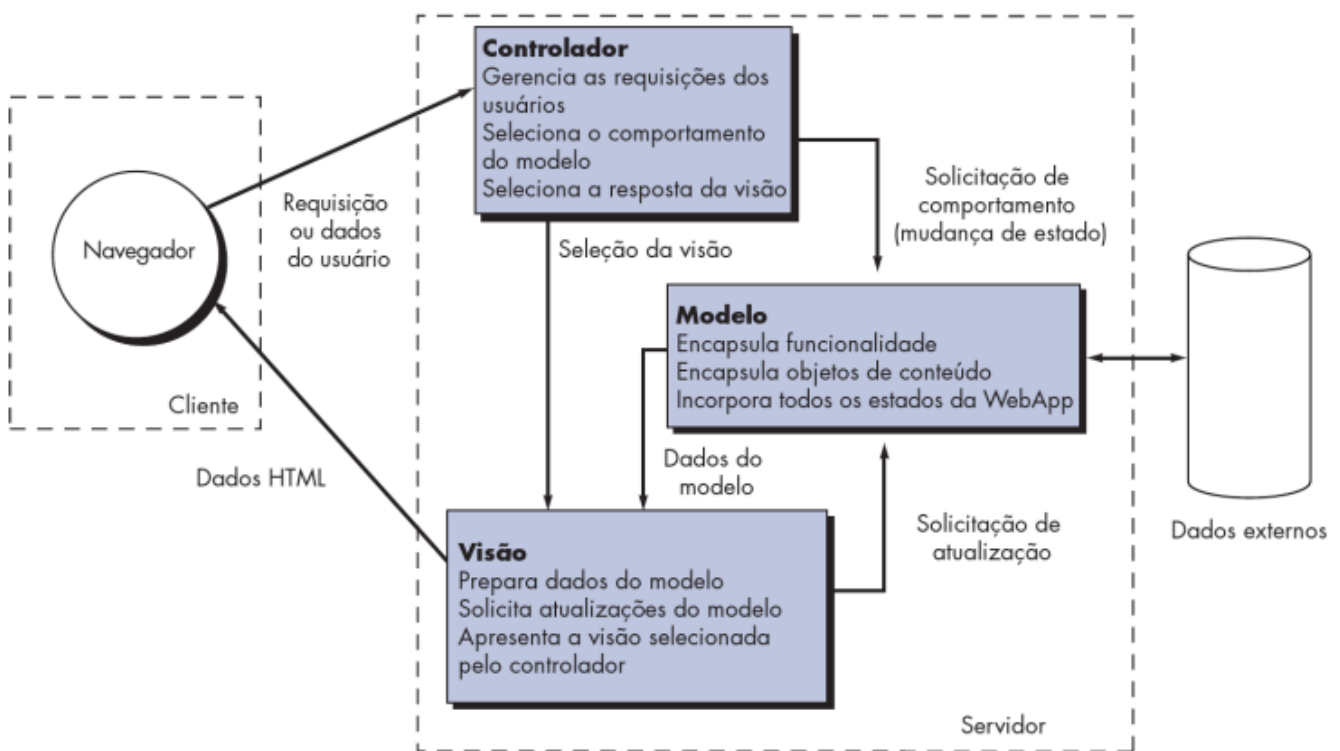 Controlador
Gerencia as requisições dos
usuários
Seleciona o comportamento
do modelo
Seleciona a resposta da visão
Navegador
Requisição
ou dados
do usuário
Cliente
Seleção da visão
Solicitação de
comportamento
(mudança de estado)
Modelo
Encapsula funcionalidade
Encapsula objetos de conteúdo
Incorpora todos os estados da WebApp
Dados externos
Dados HTML
Dados do
modelo
Solicitação de
atualização
Visão
Prepara dados do modelo
Solicita atualizações do modelo
Apresenta a visão selecionada
pelo controlador
Servidor